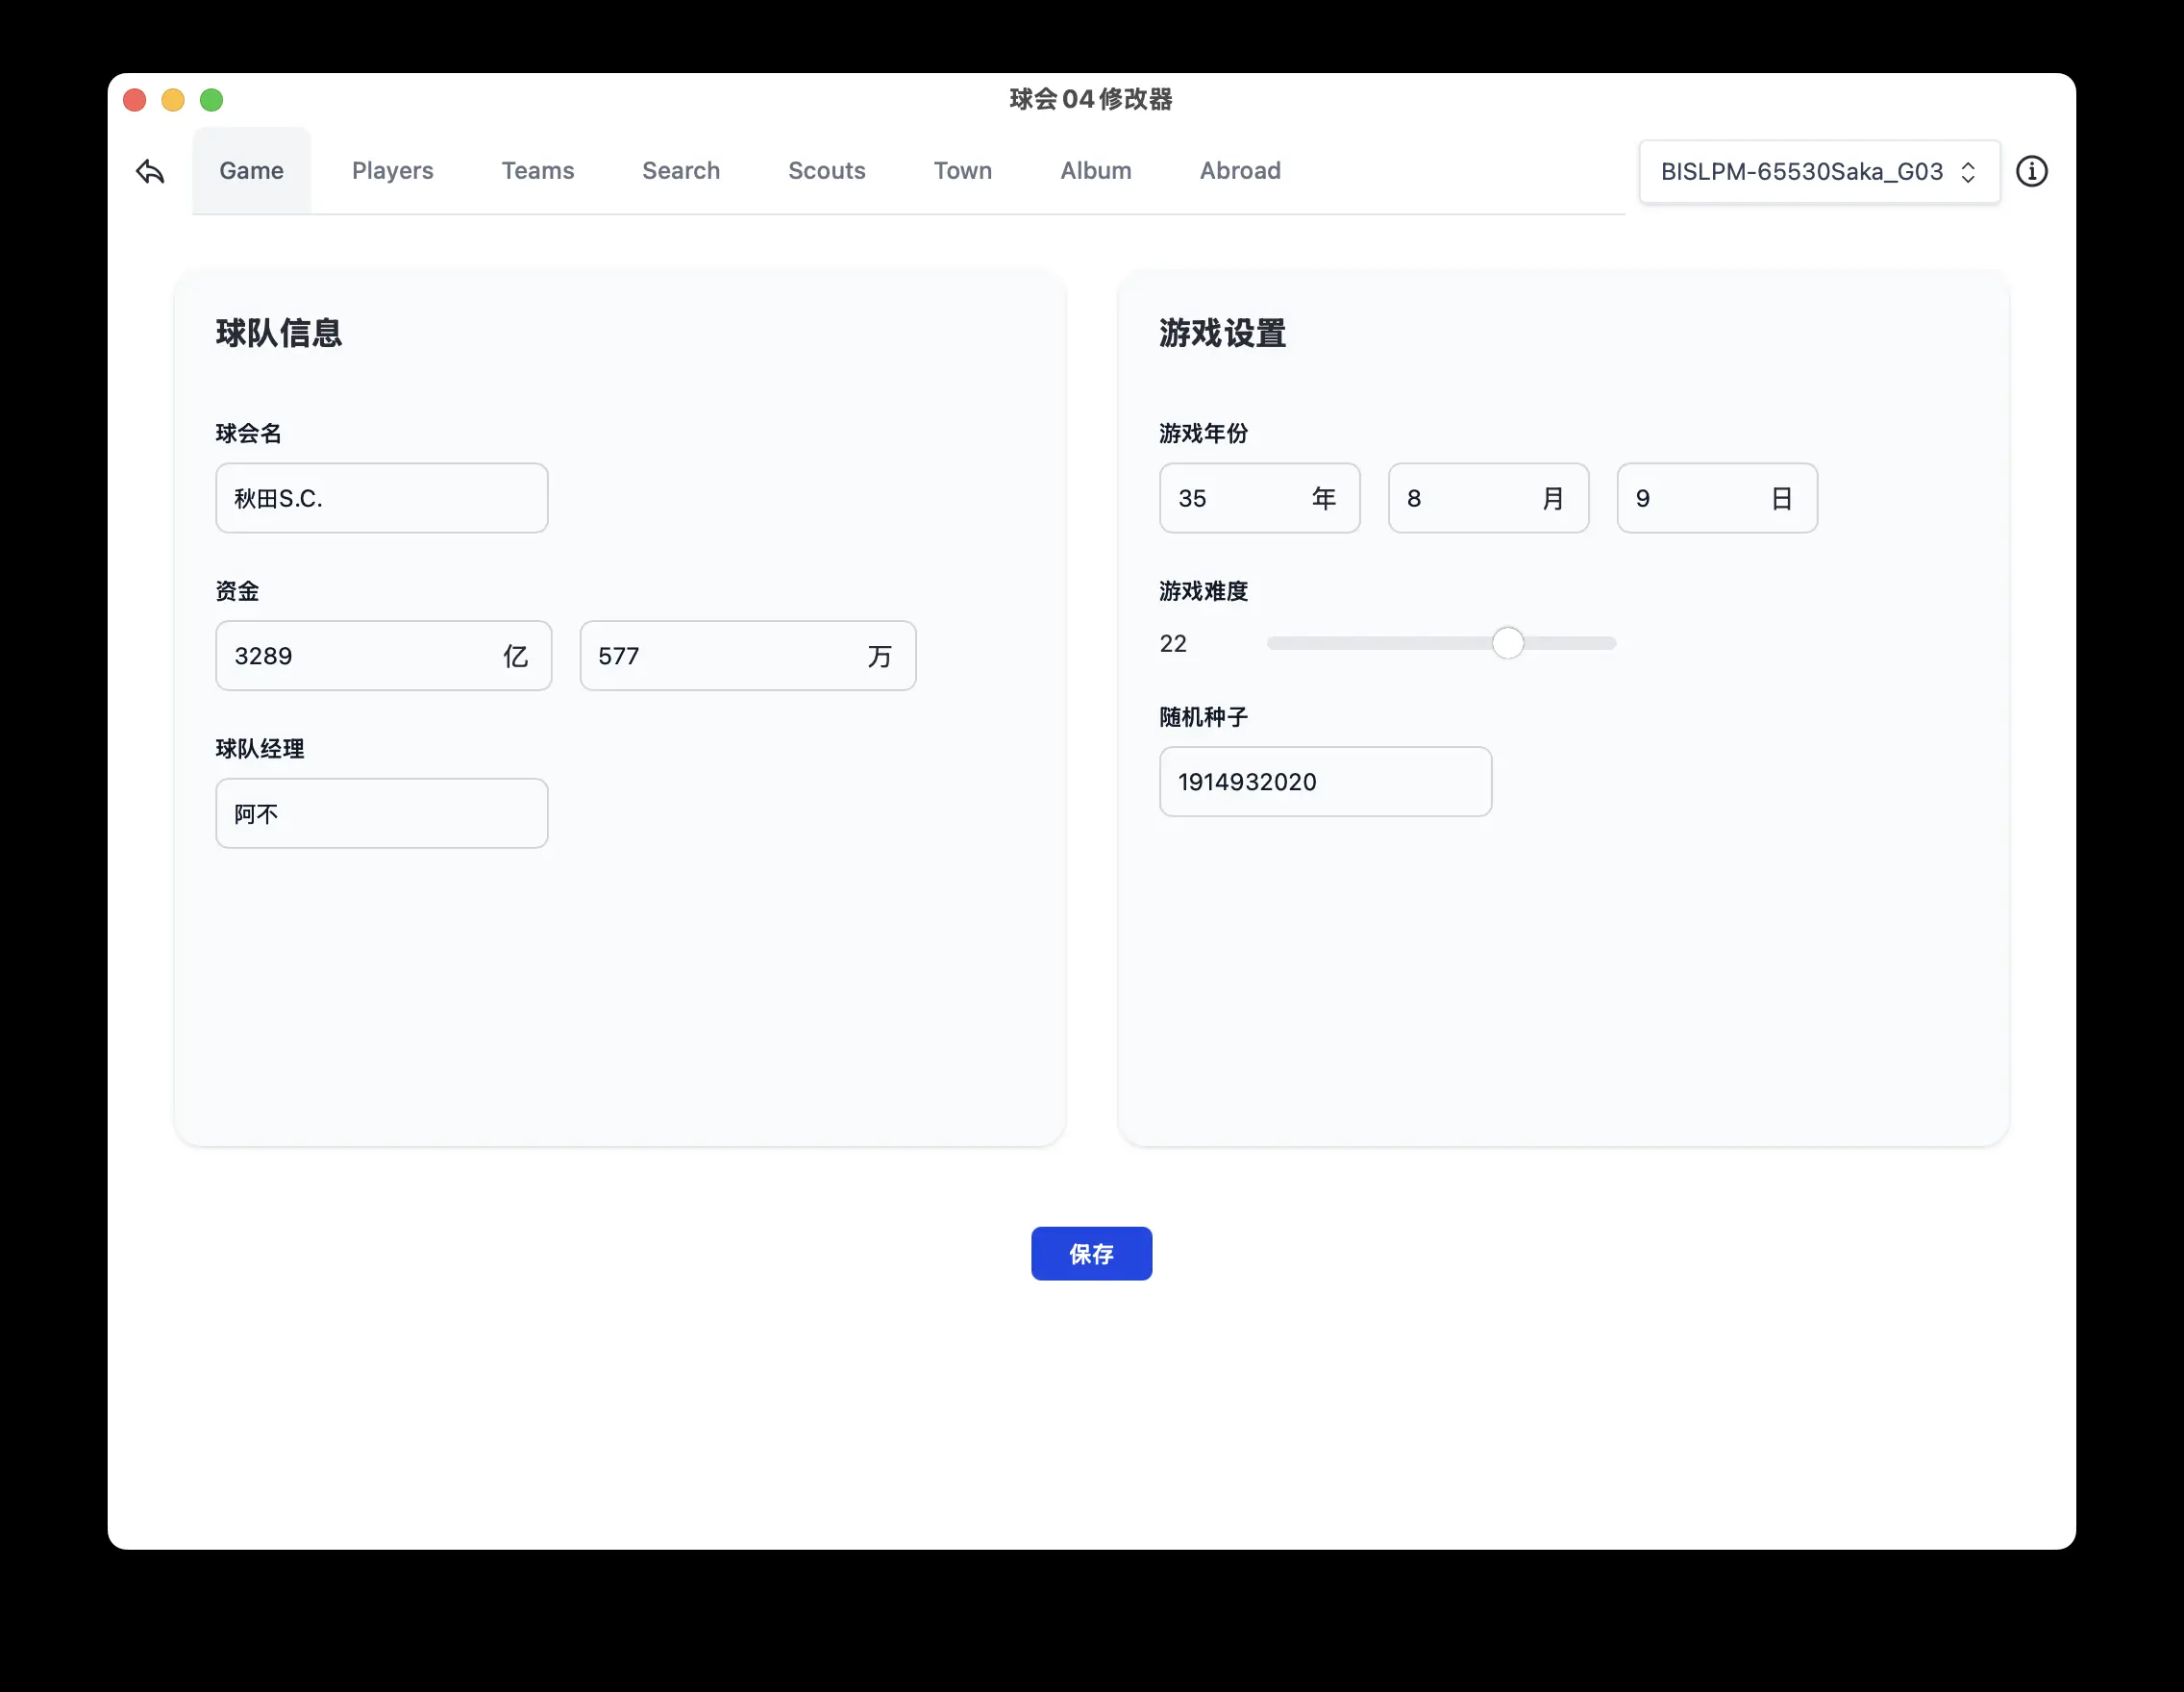 球会04修改器
Game Players Teams Search Scouts Town Album Abroad BISLPM-65530Saka_G03
球队信息
球会名
秋田S.C.
资金
3289 亿 577 万
球队经理
阿不
游戏设置
游戏年份
35 年 8 月 9 日
游戏难度
22
随机种子
1914932020
保存